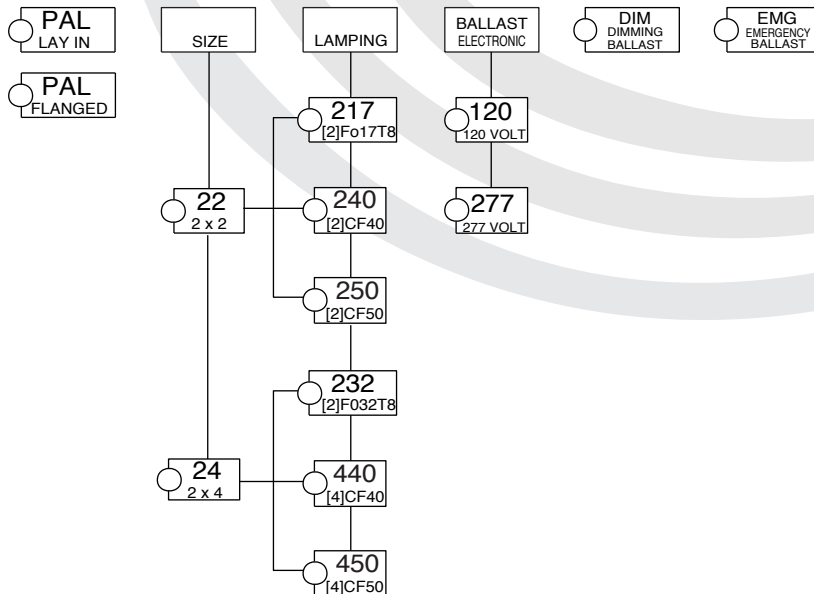 PAL
LAY IN
PAL
FLANGED
SIZE
22
2 x 2
24
2 x 4
LAMPING
217
[2]Fo17T8
240
[2]CF40
250
[2]CF50
232
[2]F032T8
440
[4]CF40
450
[4]CF50
BALLAST
ELECTRONIC
120
120 VOLT
277
277 VOLT
DIM
DIMMING
BALLAST
EMG
EMERGENCY
BALLAST